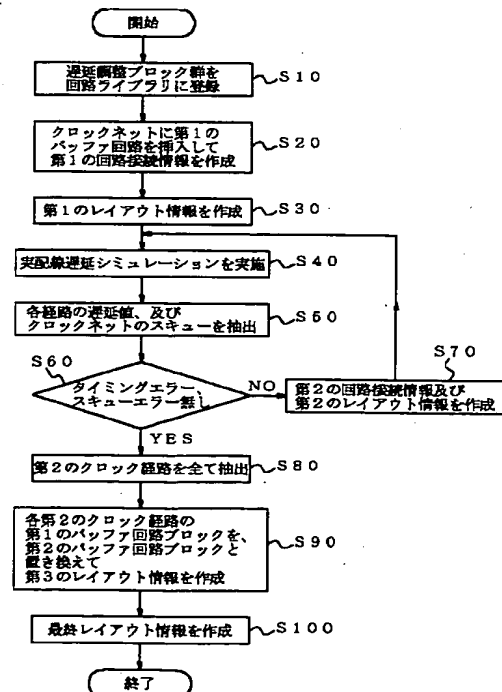 開始
遅延調整ブロック群を
回路ライブラリに登録
S10
クロックネットに第1の
バッファ回路を挿入して
第1の回路接続情報を作成
S20
第1のレイアウト情報を作成
S30
実配線遅延シミュレーションを実施
S40
各経路の遅延値、及び
クロックネットのスキューを抽出
S50
S60
タイミングエラー、
スキューエラー無し
NO
S70
第2の回路接続情報及び
第2のレイアウト情報を作成
YES
第2のクロック経路を全て抽出
S80
各第2のクロック経路の
第1のバッファ回路ブロックを、
第2のバッファ回路ブロックと
置き換えて
第3のレイアウト情報を作成
S90
最終レイアウト情報を作成
S100
終了